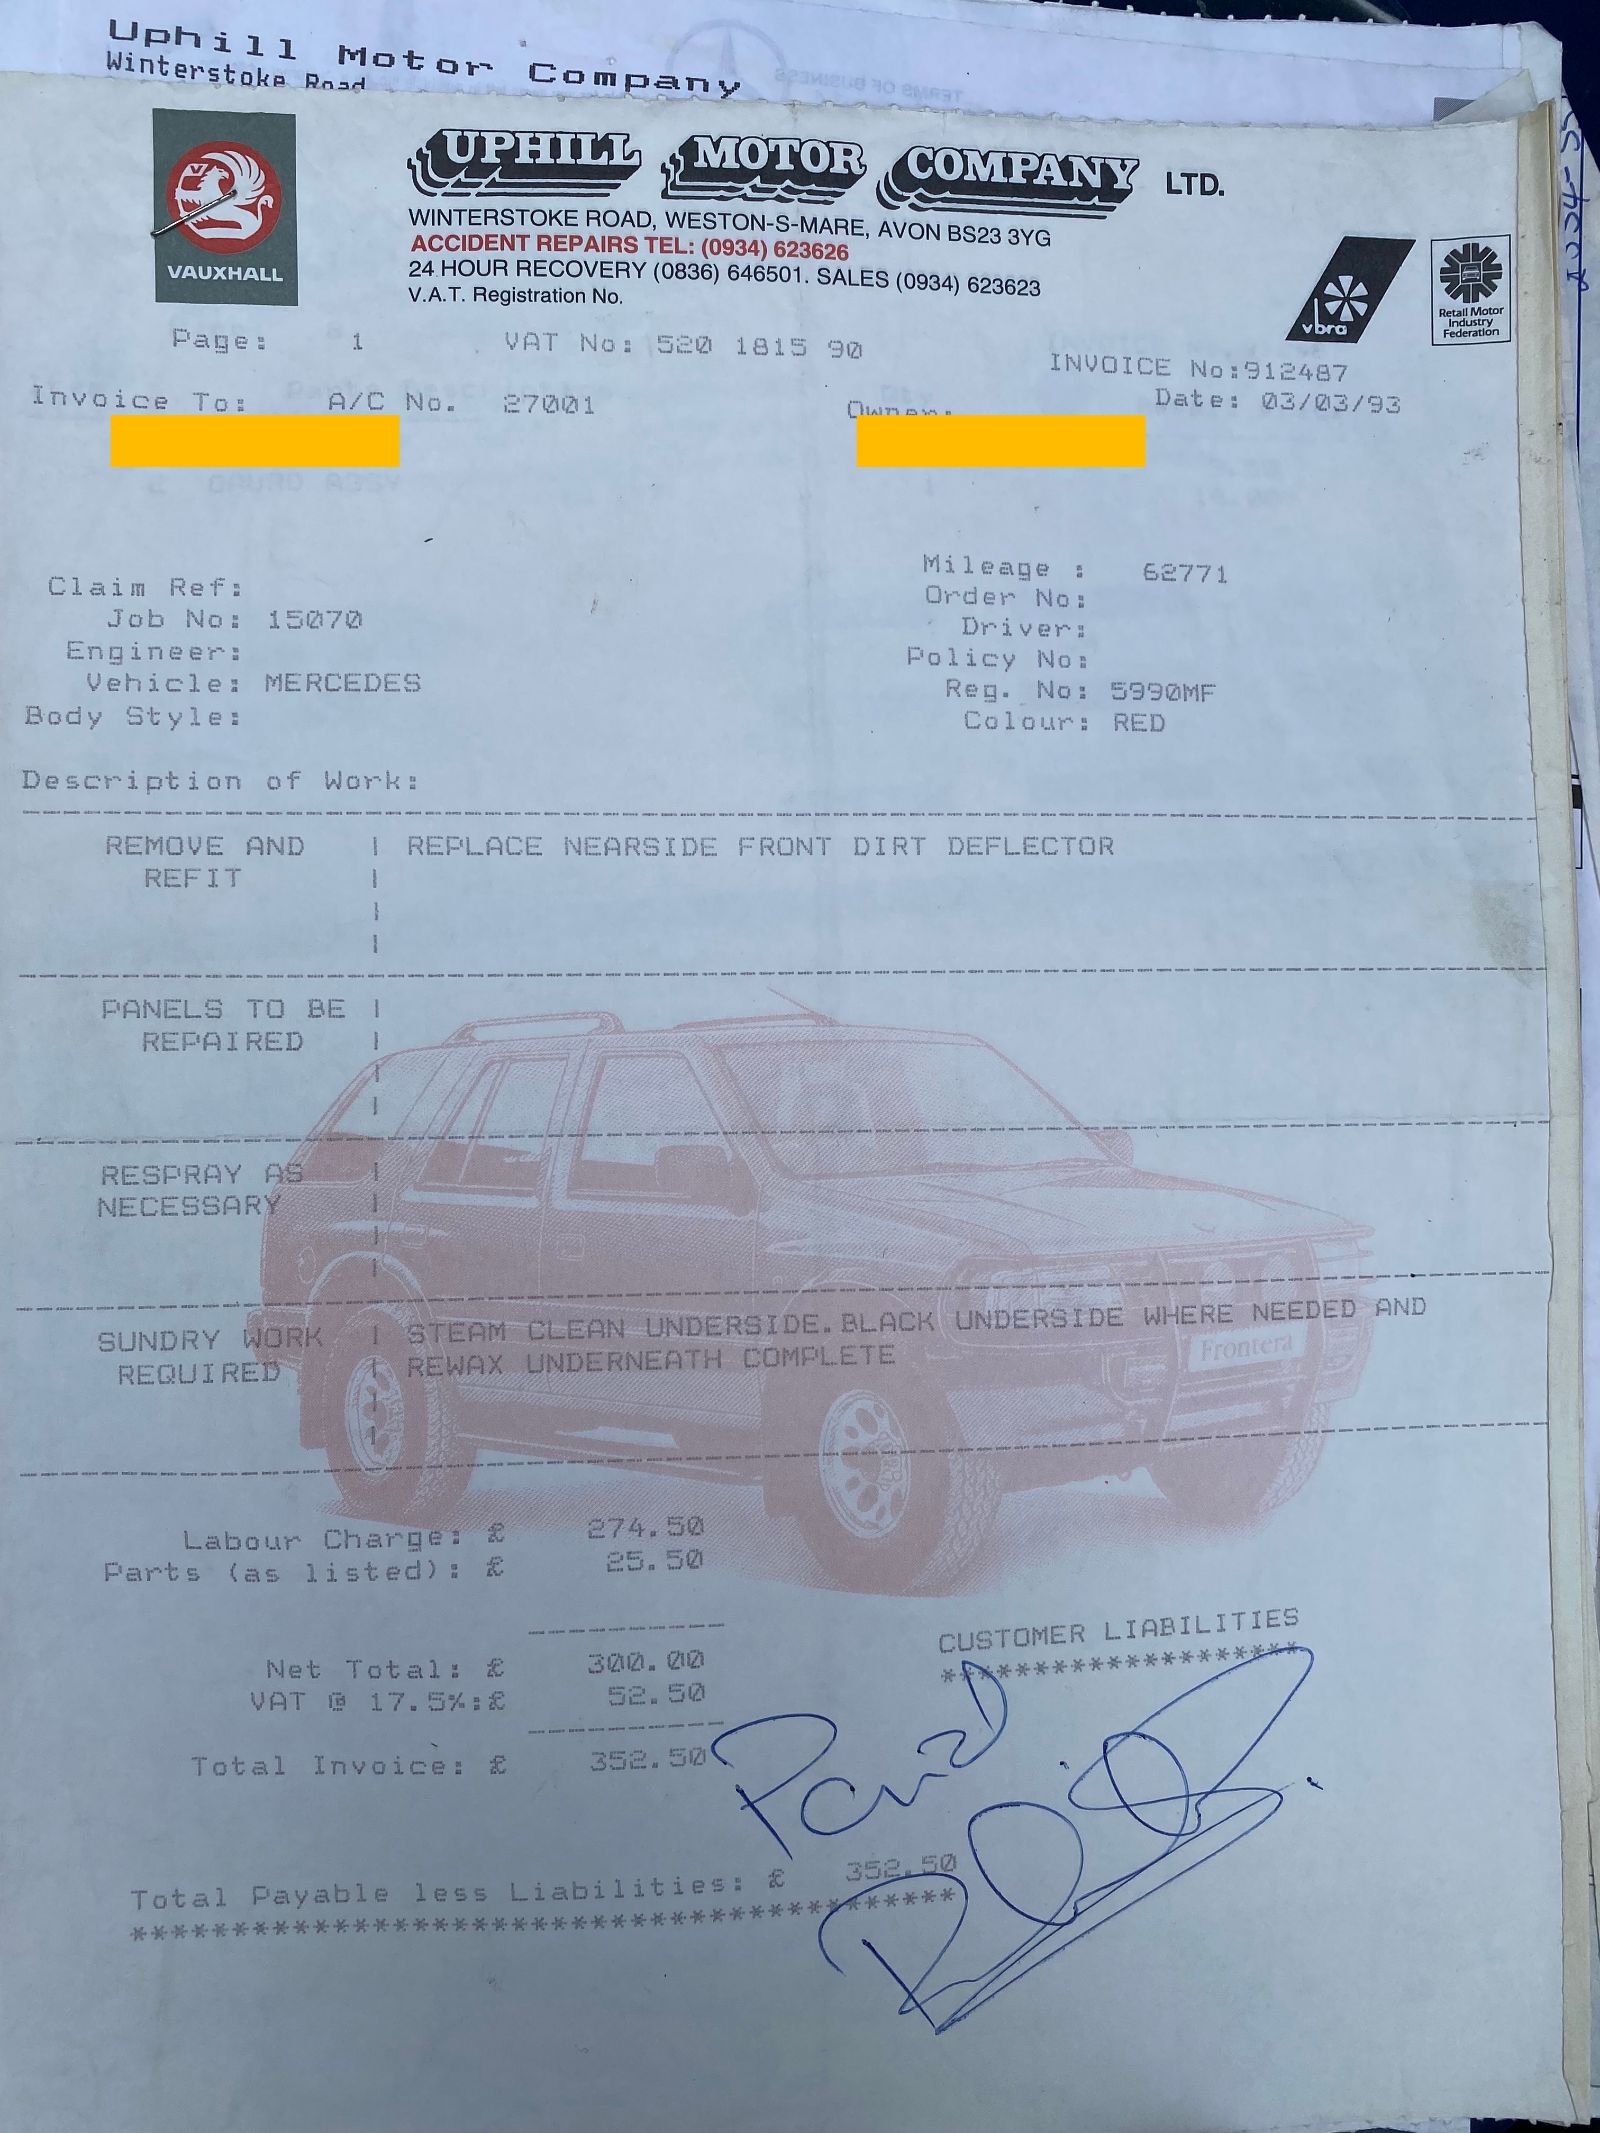 Uphill Motor Company
Winterstoke Road
VAUXHALL
UPHILL MOTOR COMPANY LTD.
WINTERSTOKE ROAD, WESTON-S-MARE, AVON BS23 3YG
ACCIDENT REPAIRS TEL: (0934) 623626
24 HOUR RECOVERY (0836) 646501. SALES (0934) 623623
V.A.T. Registration No.
vbra
Retail Motor
Industry
Federation
Page: 1 VAT No: 520 1815 90
INVOICE No:912487
Date: 03/03/93
Invoice To: A/C No. 27001
Owner:
Mileage : 62771
Claim Ref:
Order No:
Job No: 15070
Driver:
Engineer:
Policy No:
Vehicle: MERCEDES
Reg. No: 5990MF
Body Style:
Colour: RED
Description of Work:
REMOVE AND | REPLACE NEARSIDE FRONT DIRT DEFLECTOR
REFIT |
PANELS TO BE |
REPAIRED |
RESPRAY AS |
NECESSARY |
SUNDRY WORK | STEAM CLEAN UNDERSIDE.BLACK UNDERSIDE WHERE NEEDED AND
REQUIRED | REWAX UNDERNEATH COMPLETE
Frontera
Labour Charge: £ 274.50
Parts (as listed): £ 25.50
CUSTOMER LIABILITIES
*******************
Net Total: £ 300.00
VAT @ 17.5%:£ 52.50
Total Invoice: £ 352.50
Paid
Total Payable less Liabilities: £ 352.50
*****************************************